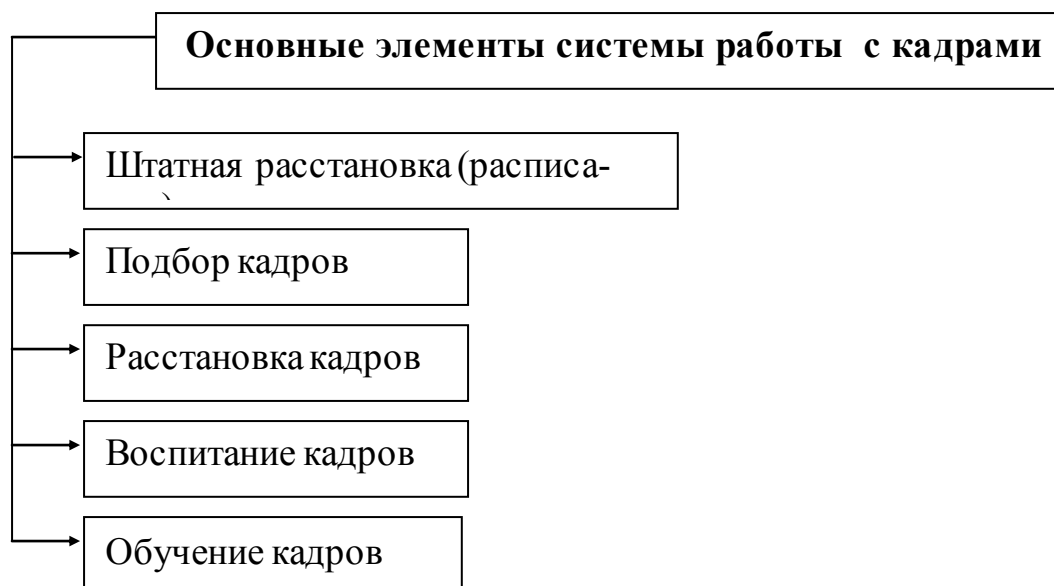 Основные элементы системы работы с кадрами
Штатная расстановка (расписа-
Подбор кадров
Расстановка кадров
Воспитание кадров
Обучение кадров